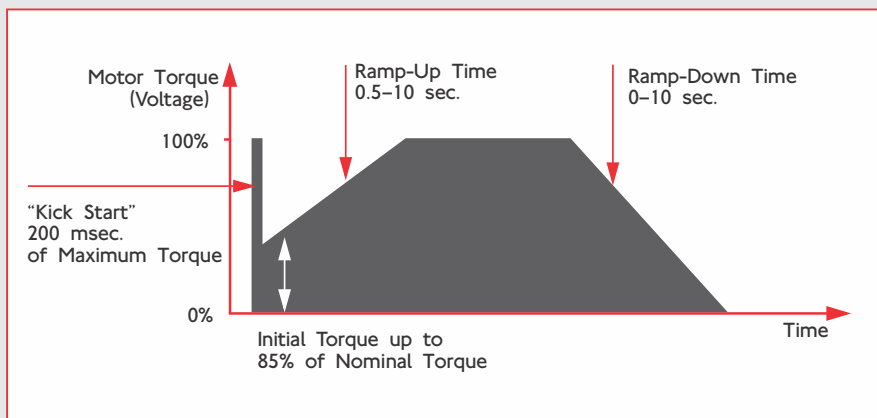 Motor Torque
(Voltage)
Ramp-Up Time
0.5–10 sec.
Ramp-Down Time
0–10 sec.
100%
“Kick Start”
200 msec.
of Maximum Torque
0%
Time
Initial Torque up to
85% of Nominal Torque